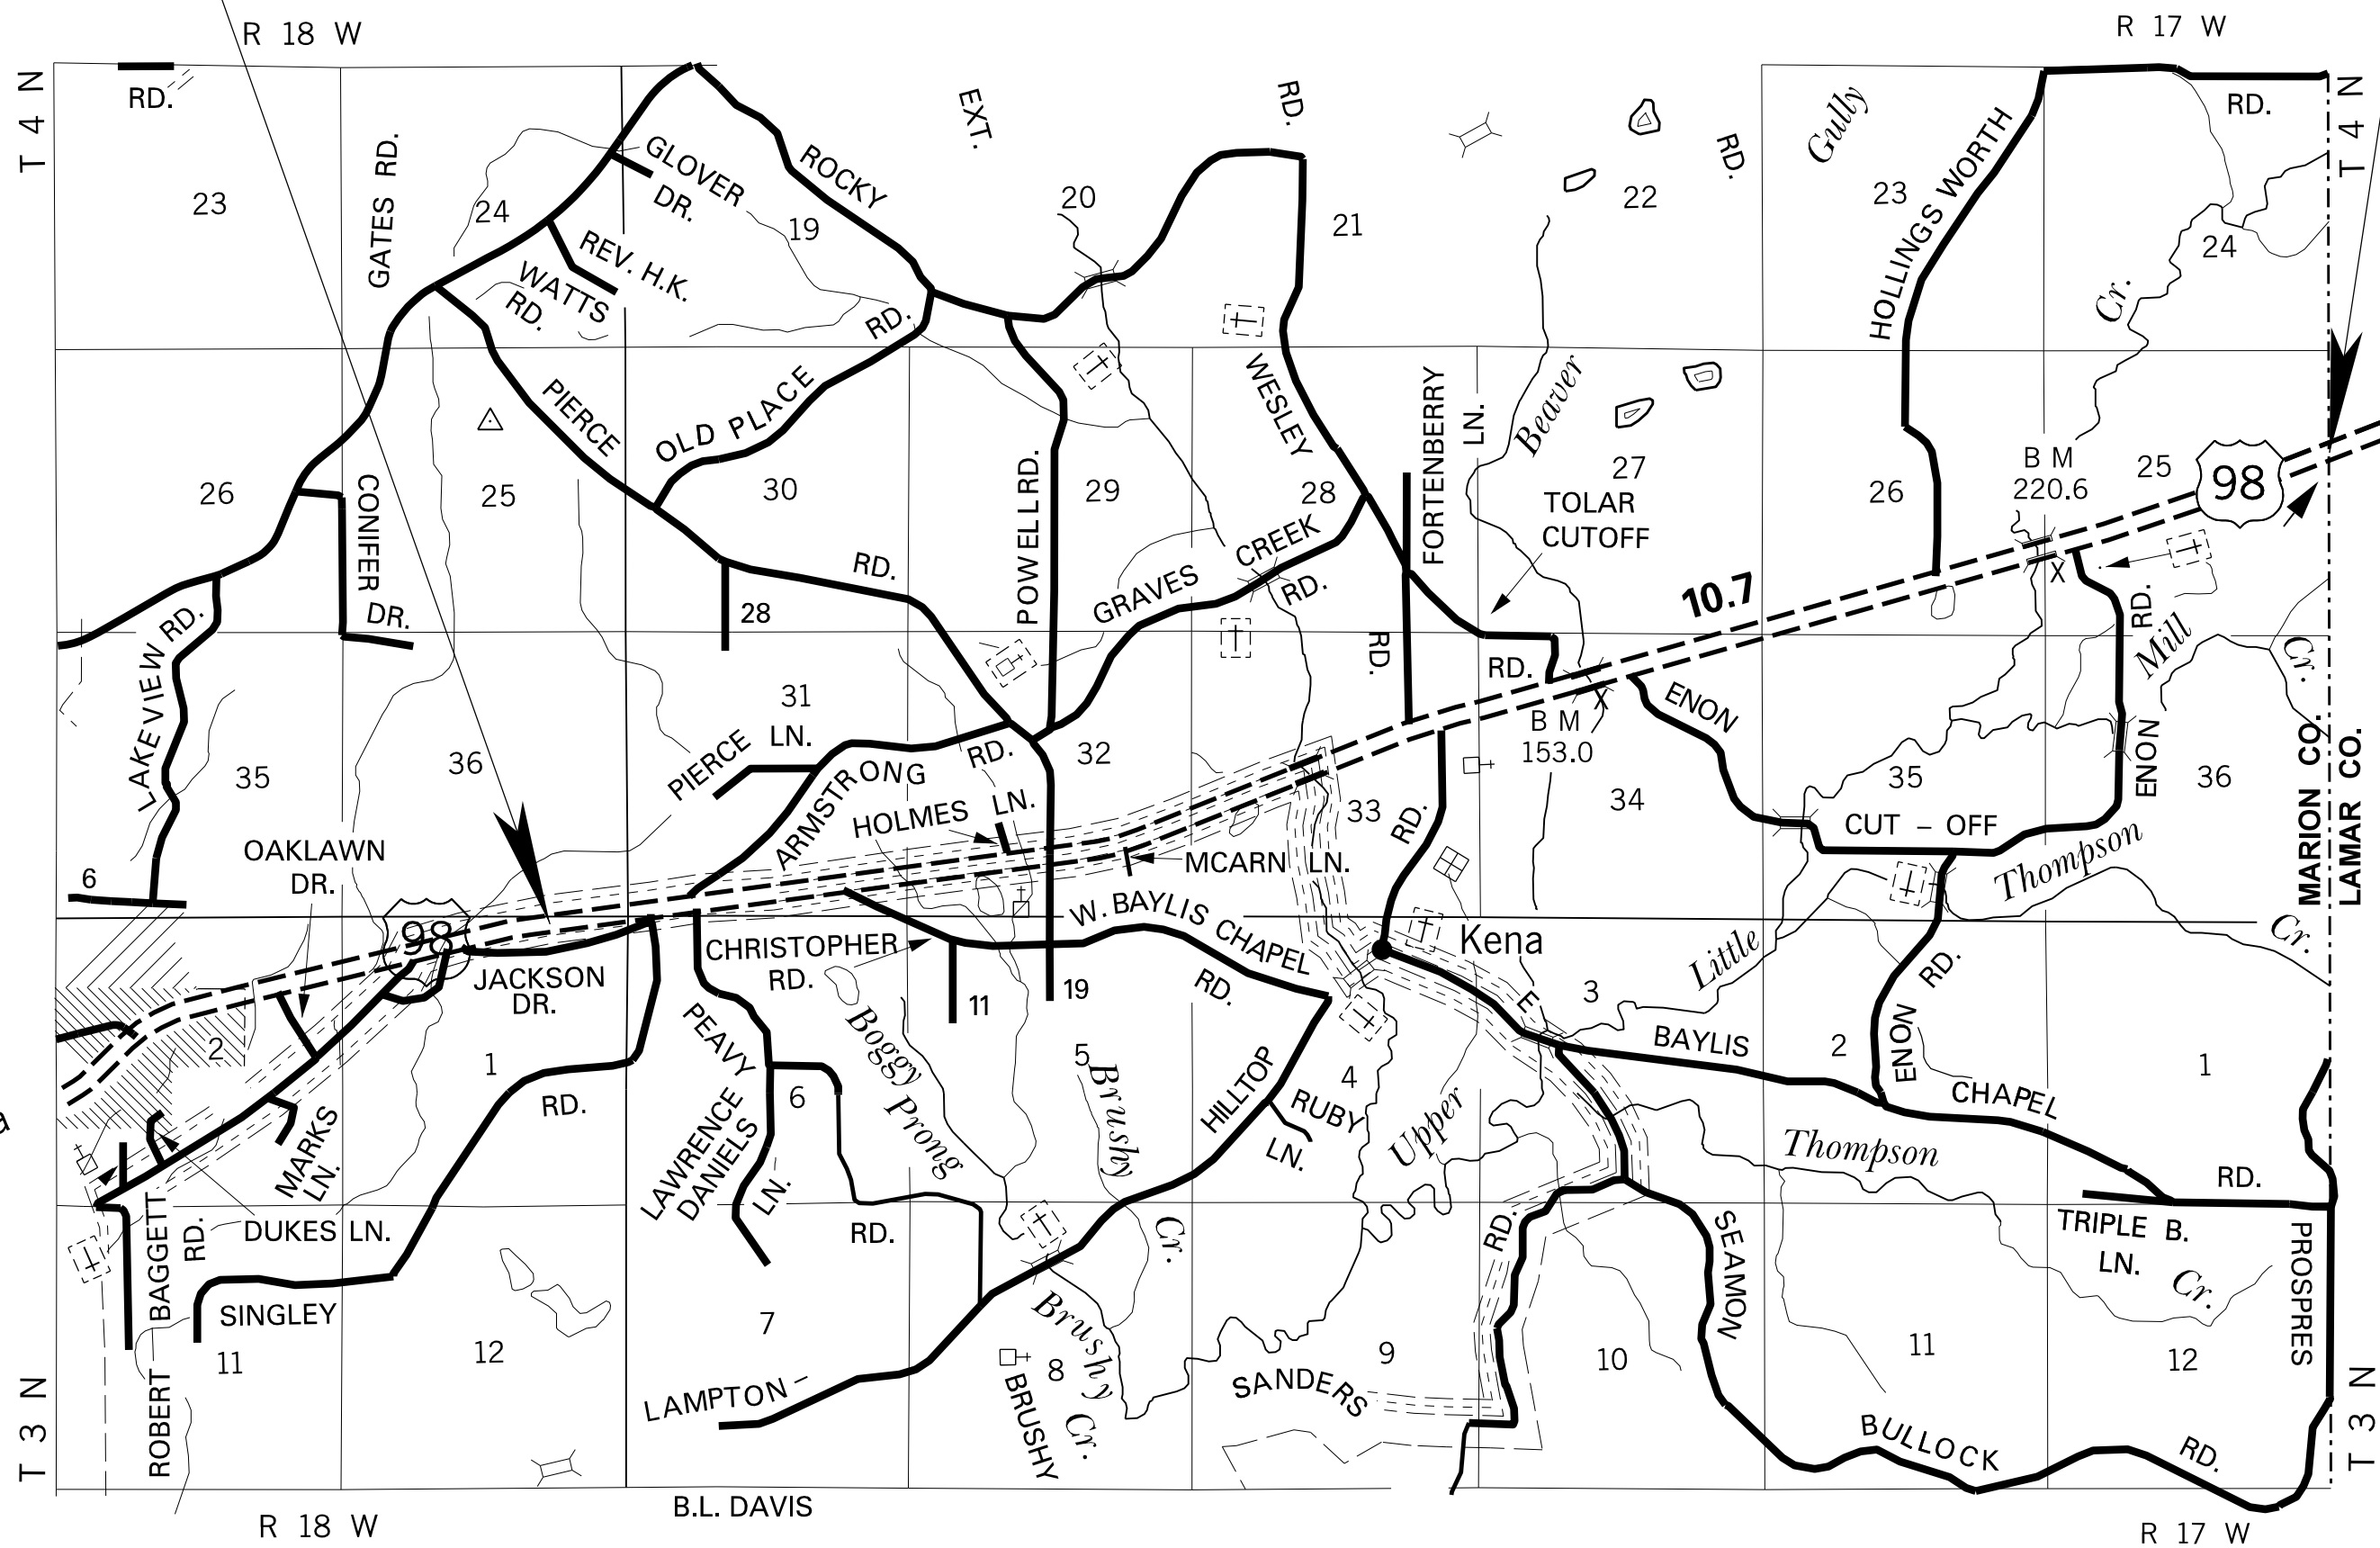 R 18 W
R 17 W
T 4 N
RD.
EXT.
RD.
RD.
Gully
RD.
T 4 N
GATES RD.
GLOVER
DR.
ROCKY
HOLLINGS WORTH
23
24
19
20
21
22
23
24
REV. H.K.
WATTS
RD.
RD.
Cr.
PIERCE
OLD PLACE
WESLEY
FORTENBERRY
LN.
Beaver
B M
220.6
25
98
26
CONIFER
DR.
25
30
POWELL RD.
29
28
27
TOLAR
CUTOFF
26
GRAVES CREEK
RD.
RD.
28
10.7
X
RD.
Mill
Cr.
LAKEVIEW RD.
RD.
RD.
ENON
31
PIERCE
LN.
RD.
32
B M
153.0
X
ENON
MARION CO.
LAMAR CO.
35
36
ARMSTRONG
HOLMES LN.
33
RD.
34
35
36
CUT - OFF
OAKLAWN
DR.
6
MCARN LN.
Thompson
Cr.
98
W. BAYLIS CHAPEL
RD.
Kena
CHRISTOPHER
RD.
JACKSON
DR.
11
19
Little
3
E.
RD.
ENON
2
1
PEAVY
Boggy
Prong
5
Brushy
Cr.
4
BAYLIS
2
1
CHAPEL
RD.
RD.
6
HILLTOP
RUBY
LN.
Upper
Thompson
Cr.
MARKS
LN.
LAWRENCE
DANIELS
LN.
DUKES LN.
RD.
RD.
SEAMON
TRIPLE B.
LN.
PROSPRES
ROBERT BAGGETT
RD.
SINGLEY
11
12
7
Brushy
Cr.
8
9
10
11
12
LAMPTON -
BRUSHY
SANDERS
BULLOCK
RD.
T 3 N
T 3 N
B.L. DAVIS
R 18 W
R 17 W